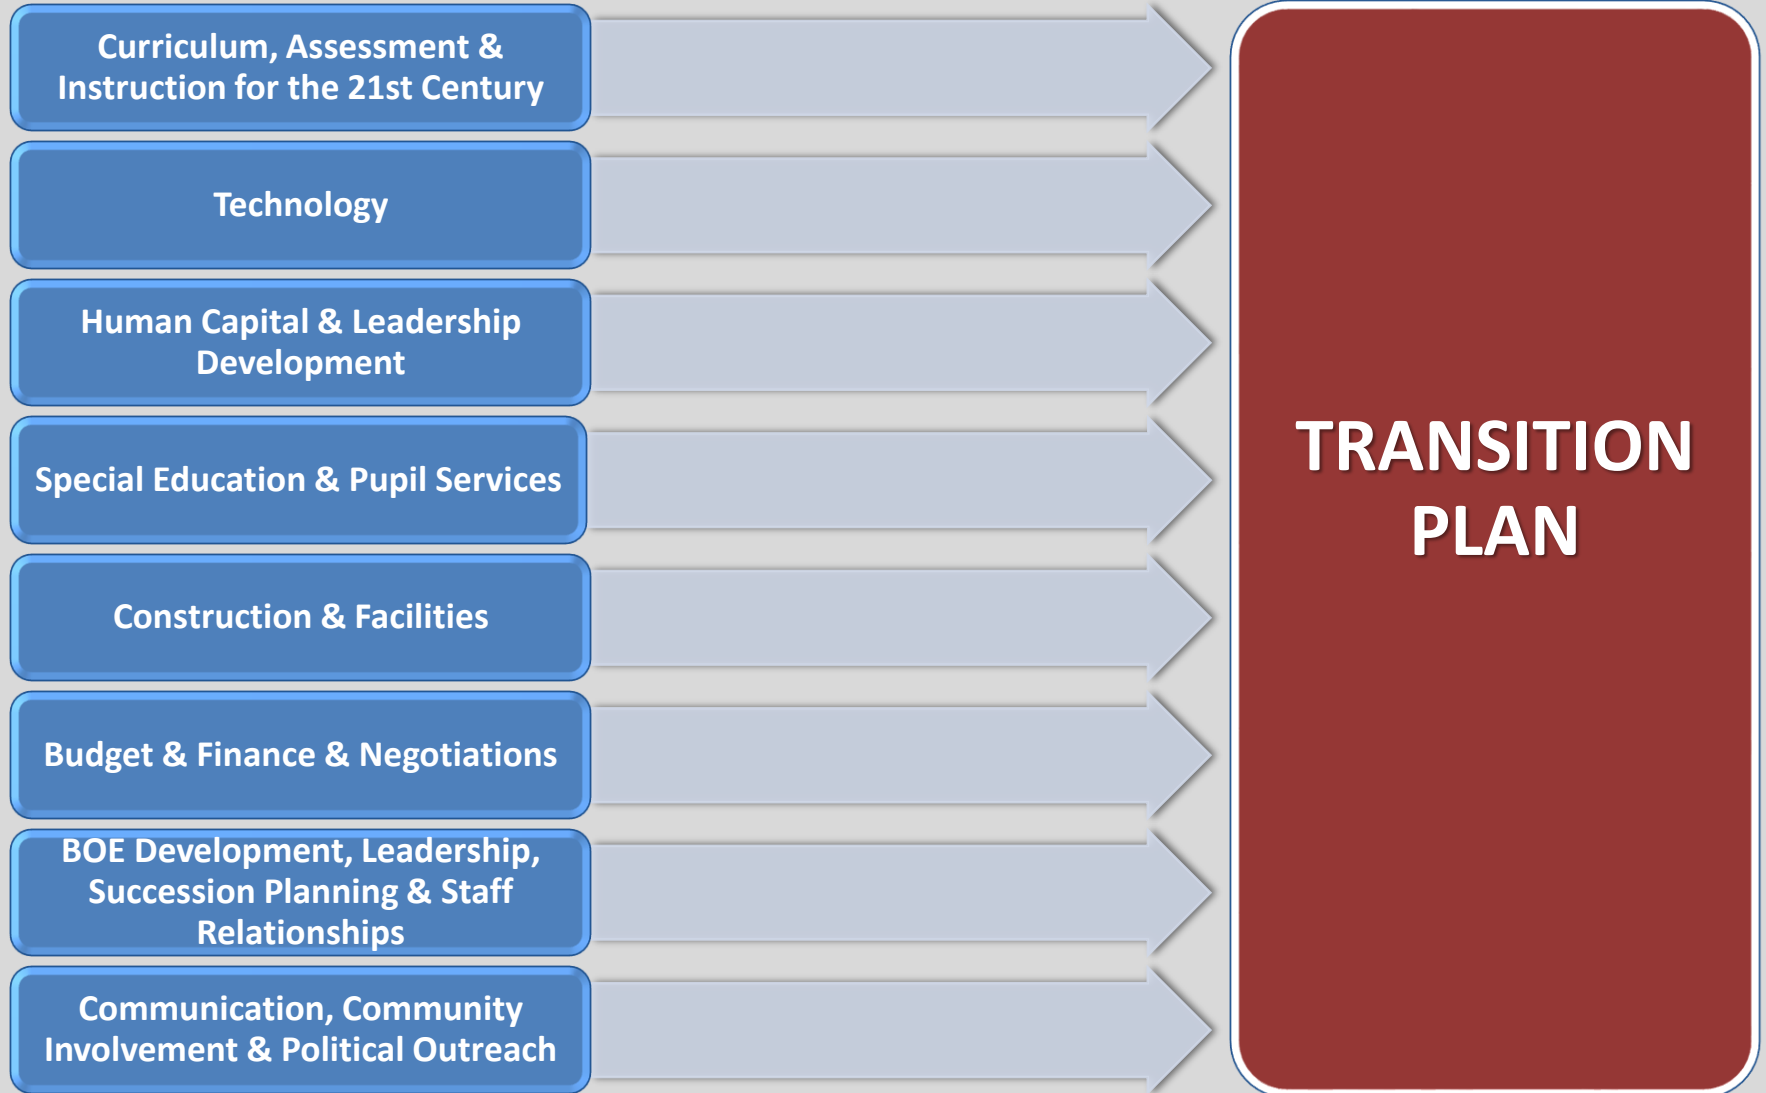 Curriculum, Assessment &
Instruction for the 21st Century
Technology
Human Capital & Leadership
Development
Special Education & Pupil Services
Construction & Facilities
Budget & Finance & Negotiations
BOE Development, Leadership,
Succession Planning & Staff
Relationships
Communication, Community
Involvement & Political Outreach
TRANSITION
PLAN